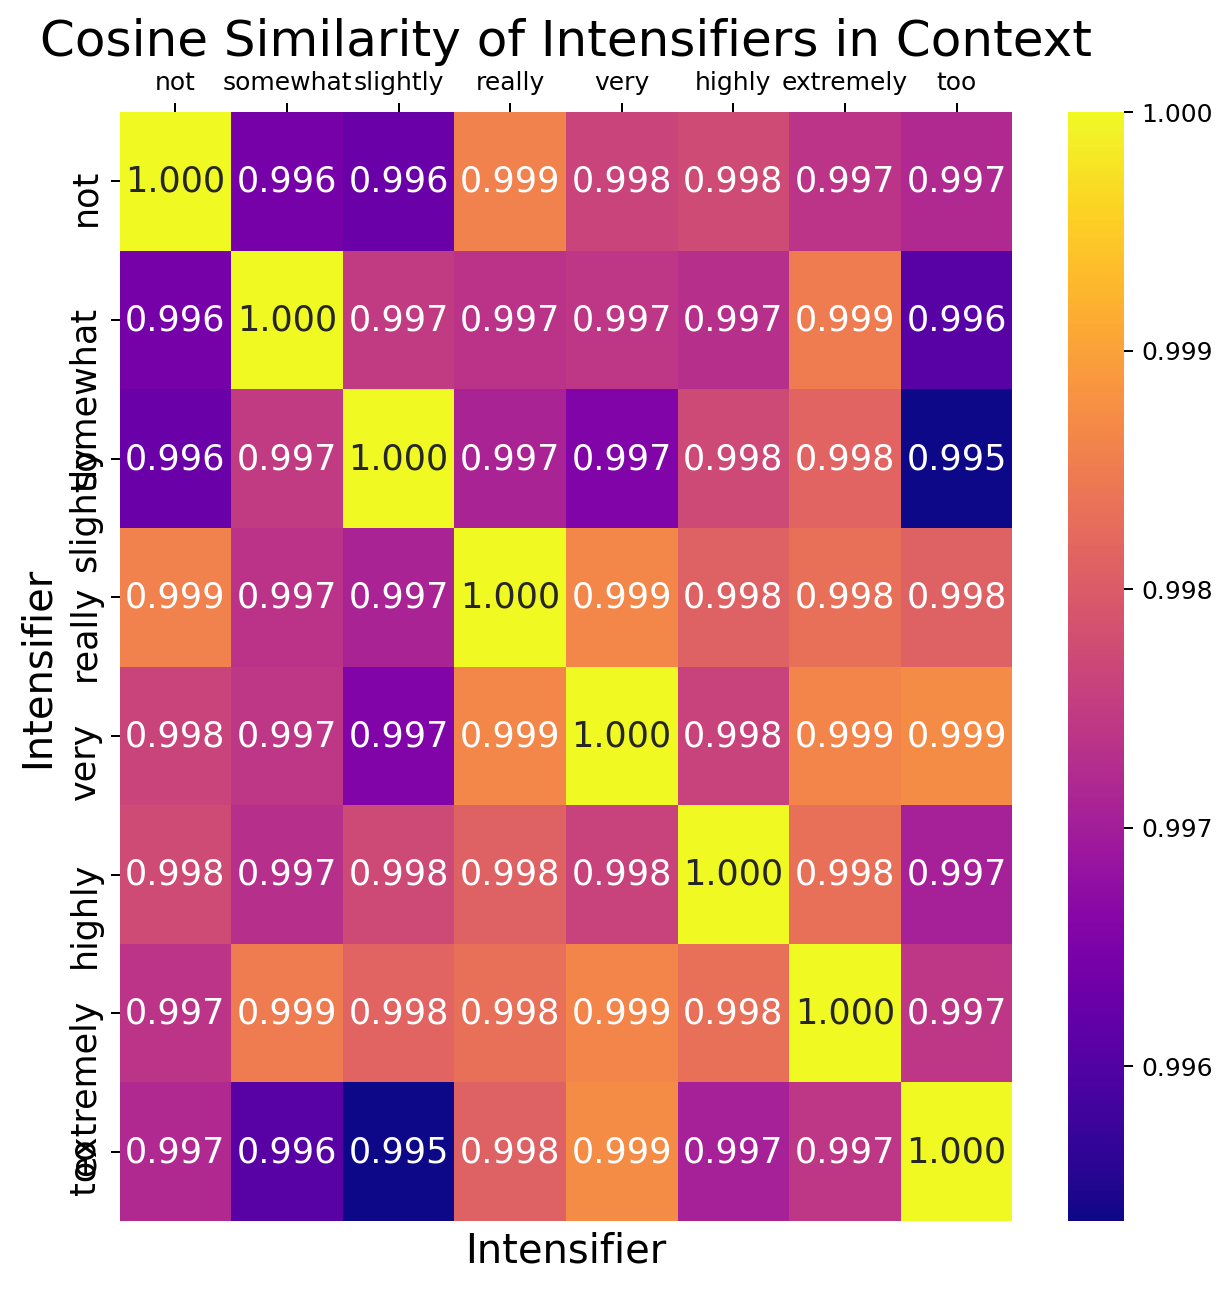 Cosine Similarity of Intensifiers in Context
not somewhat slightly really very highly extremely too
not 1.000 0.996 0.996 0.999 0.998 0.998 0.997 0.997
somewhat 0.996 1.000 0.997 0.997 0.997 0.997 0.999 0.996
slightly 0.996 0.997 1.000 0.997 0.997 0.998 0.998 0.995
really 0.999 0.997 0.997 1.000 0.999 0.998 0.998 0.998
very 0.998 0.997 0.997 0.999 1.000 0.998 0.999 0.999
highly 0.998 0.997 0.998 0.998 0.998 1.000 0.998 0.997
extremely 0.997 0.999 0.998 0.998 0.999 0.998 1.000 0.997
too 0.997 0.996 0.995 0.998 0.999 0.997 0.997 1.000
Intensifier
Intensifier
1.000
0.999
0.998
0.997
0.996